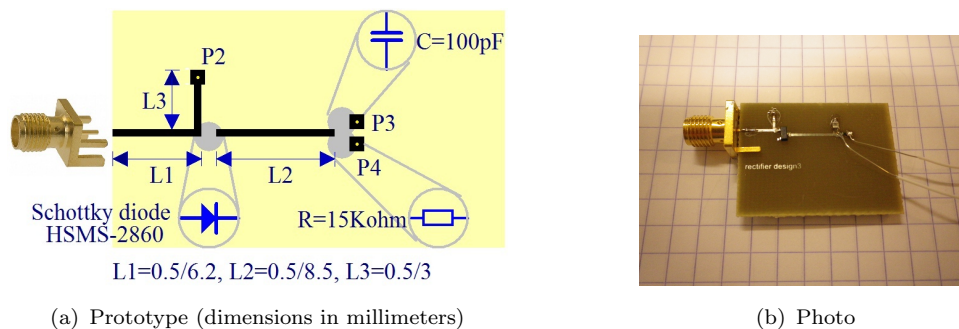 P2
C=100pF
L3
P3
P4
L1
L2
Schottky diode
HSMS-2860
R=15Kohm
L1=0.5/6.2, L2=0.5/8.5, L3=0.5/3
rectifier design3
(a) Prototype (dimensions in millimeters)
(b) Photo